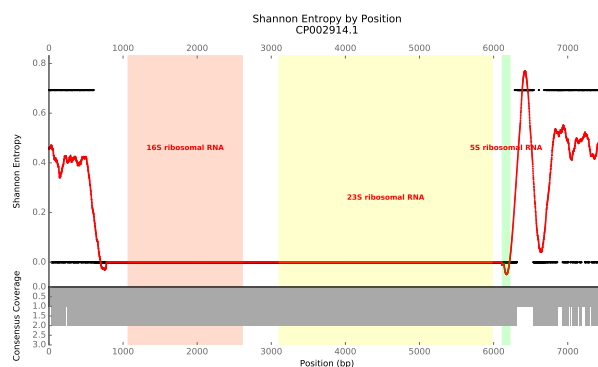 Shannon Entropy by Position
CP002914.1
0 1000 2000 3000 4000 5000 6000 7000
0.8
0.6
0.4
0.2
0.0
Shannon Entropy
16S ribosomal RNA
5S ribosomal RNA
23S ribosomal RNA
0.5
1.0
1.5
2.0
2.5
3.0
Consensus Coverage
0 1000 2000 3000 4000 5000 6000 7000
Position (bp)